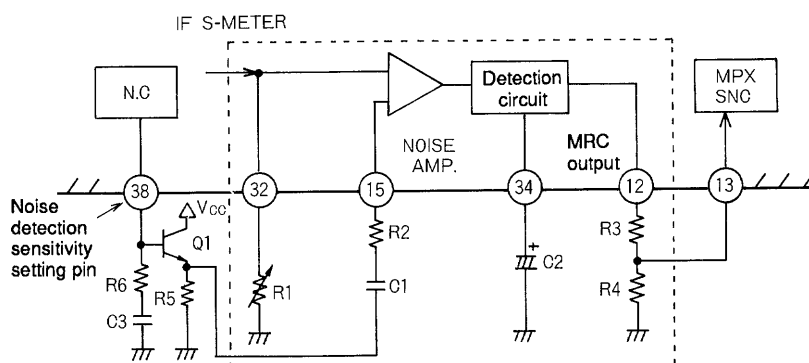 IF S-METER
N.C
Detection
circuit
MPX
SNC
NOISE
AMP.
MRC
output
38
32
15
34
12
13
Noise
detection
sensitivity
setting pin
VCC
Q1
R2
R3
R6
R5
R1
C1
C2
+
R4
C3